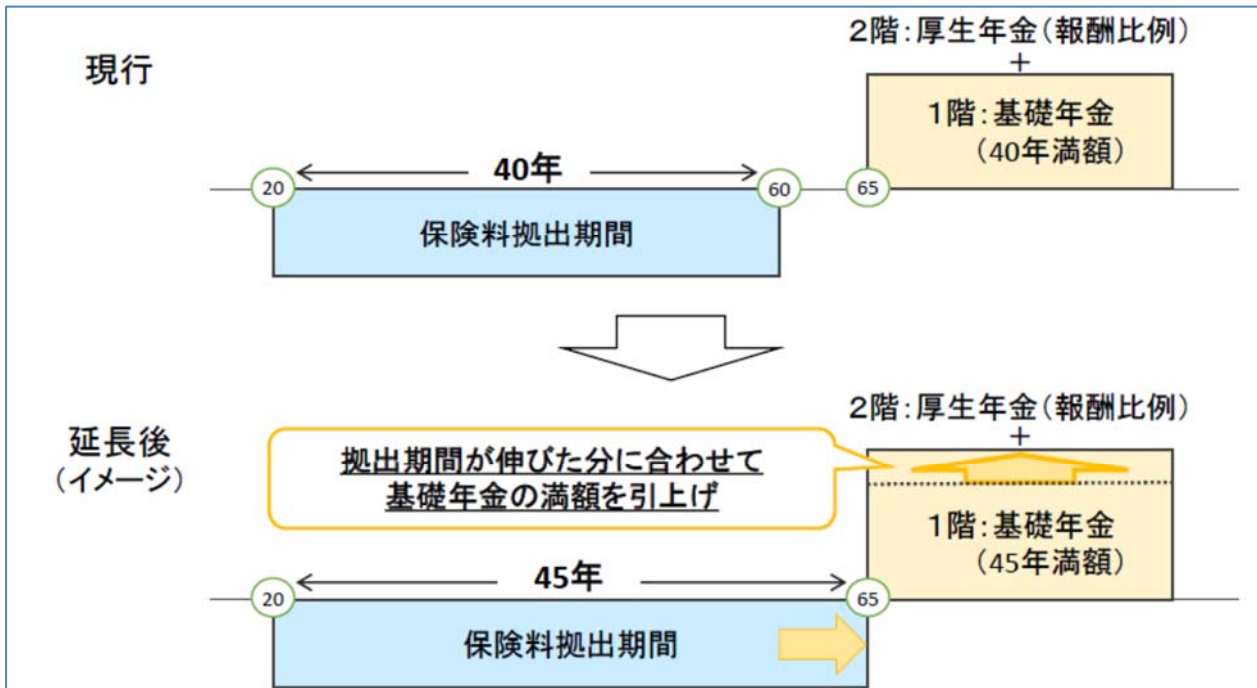 現行
2階:厚生年金(報酬比例)
+
1階:基礎年金
(40年満額)
40年
20
60
65
保険料拠出期間
延長後
(イメージ)
拠出期間が伸びた分に合わせて
基礎年金の満額を引上げ
2階:厚生年金(報酬比例)
+
1階:基礎年金
(45年満額)
45年
20
65
保険料拠出期間